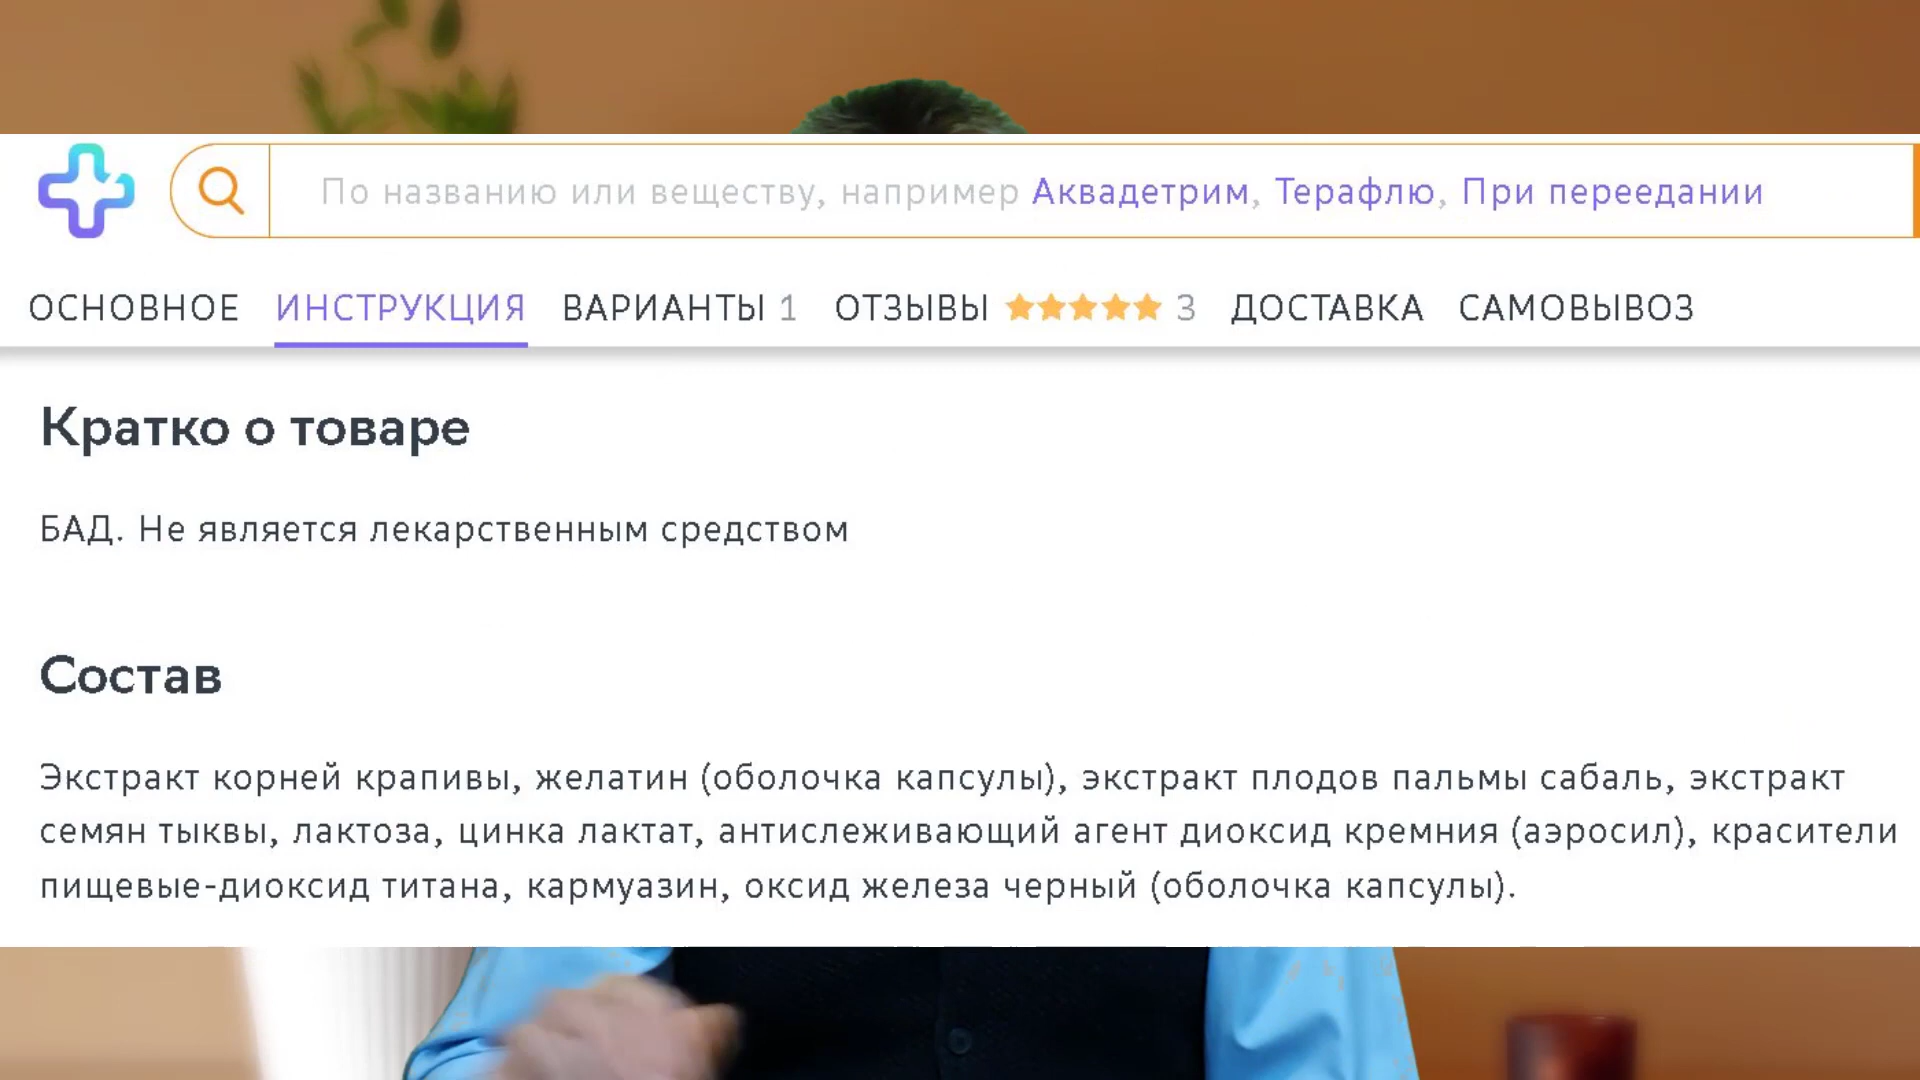 По названию или веществу, например Аквадетрим, Терафлю, При переедании
ОСНОВНОЕ ИНСТРУКЦИЯ ВАРИАНТЫ 1 ОТЗЫВЫ 3 ДОСТАВКА САМОВЫВОЗ
Кратко о товаре
БАД. Не является лекарственным средством
Состав
Экстракт корней крапивы, желатин (оболочка капсулы), экстракт плодов пальмы сабаль, экстракт
семян тыквы, лактоза, цинка лактат, антислеживающий агент диоксид кремния (аэросил), красители
пищевые-диоксид титана, кармуазин, оксид железа черный (оболочка капсулы).